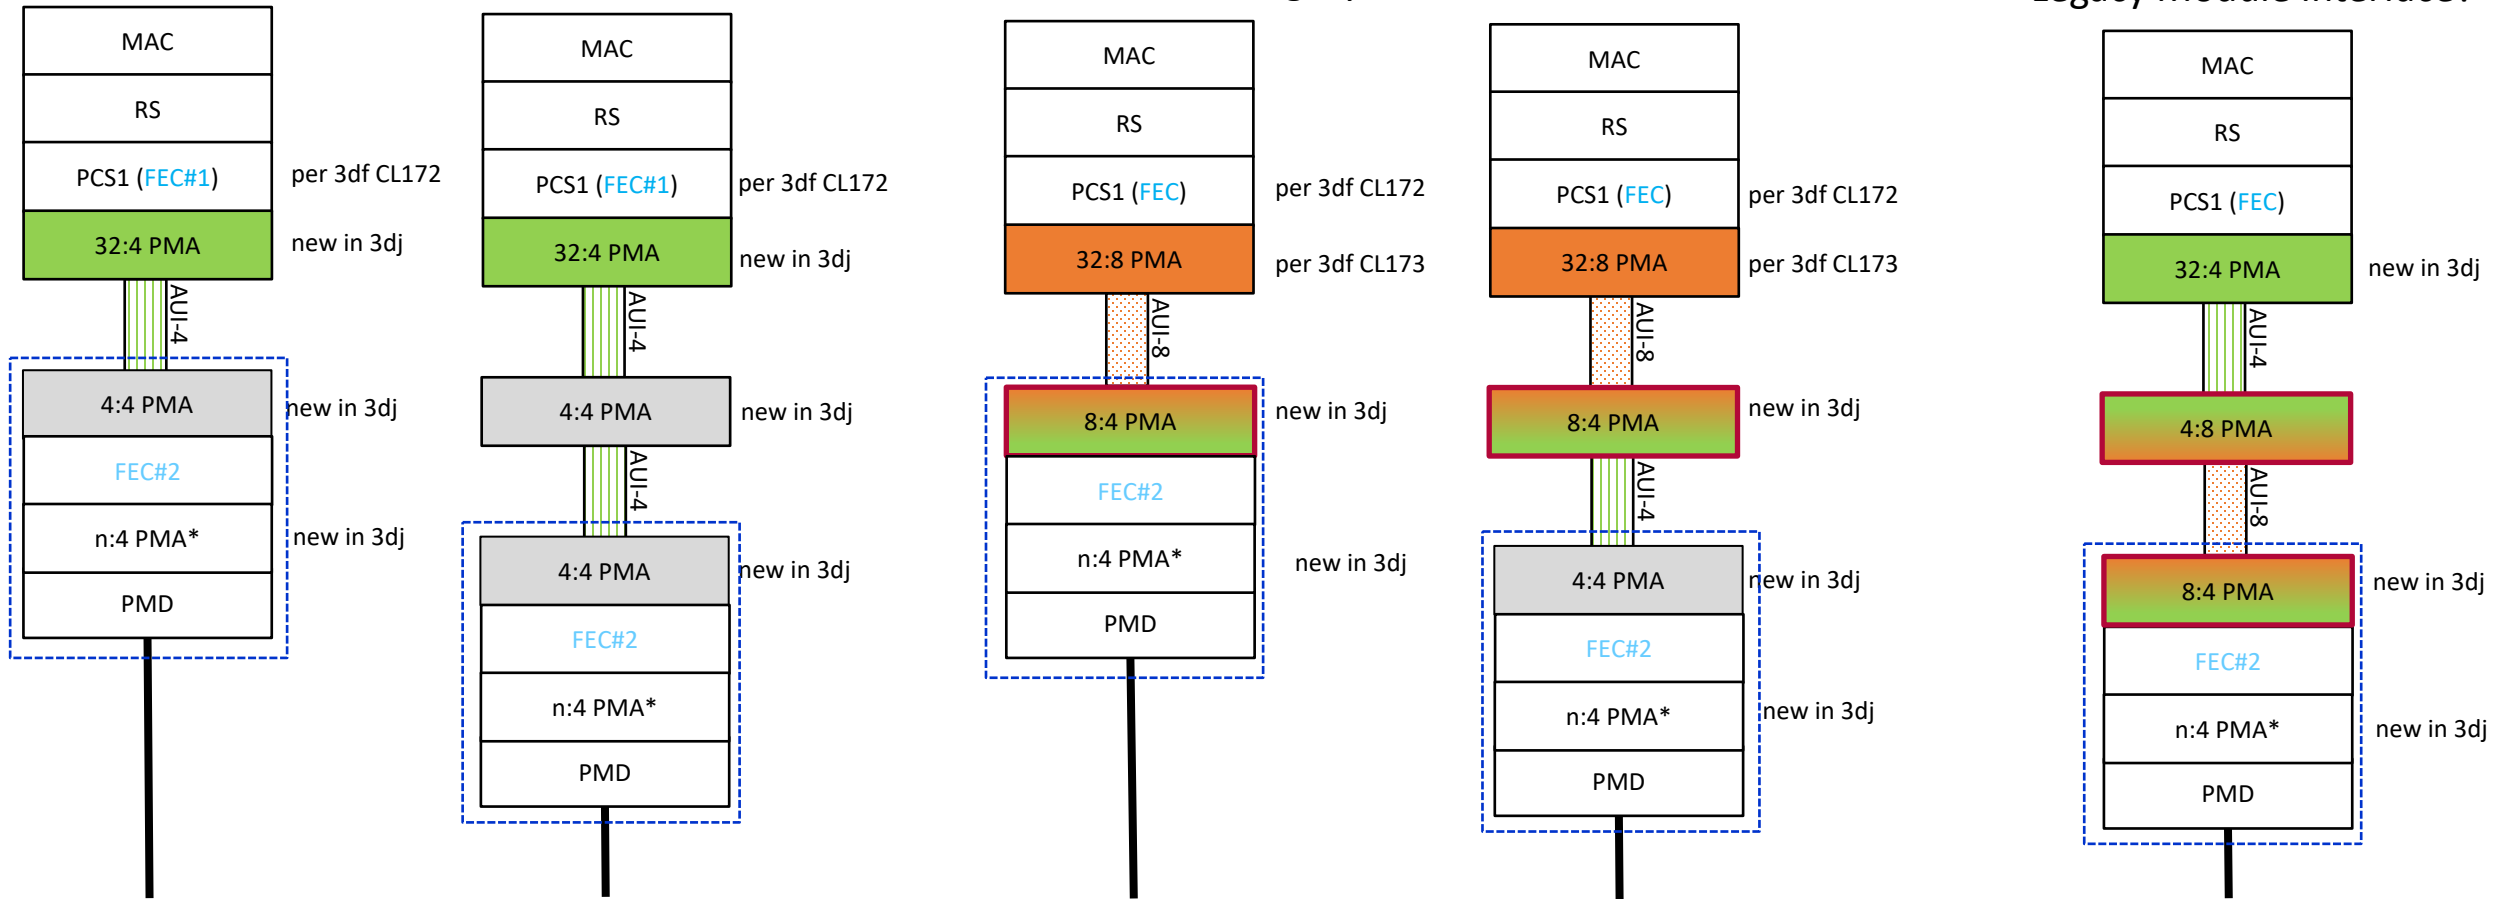 Legacy module interface?
MAC
RS
PCS1 (FEC#1)
per 3df CL172
32:4 PMA
new in 3dj
AUI-4
4:4 PMA
new in 3dj
FEC#2
n:4 PMA*
new in 3dj
PMD
MAC
RS
PCS1 (FEC#1)
per 3df CL172
32:4 PMA
new in 3dj
AUI-4
4:4 PMA
new in 3dj
AUI-4
4:4 PMA
new in 3dj
FEC#2
n:4 PMA*
PMD
MAC
RS
PCS1 (FEC)
per 3df CL172
32:8 PMA
per 3df CL173
AUI-8
8:4 PMA
new in 3dj
FEC#2
n:4 PMA*
new in 3dj
PMD
MAC
RS
PCS1 (FEC)
per 3df CL172
32:8 PMA
per 3df CL173
AUI-8
8:4 PMA
new in 3dj
AUI-4
4:4 PMA
new in 3dj
FEC#2
n:4 PMA*
new in 3dj
PMD
MAC
RS
PCS1 (FEC)
32:4 PMA
new in 3dj
AUI-4
4:8 PMA
AUI-8
8:4 PMA
new in 3dj
FEC#2
n:4 PMA*
new in 3dj
PMD